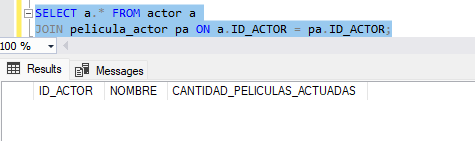 SELECT a.* FROM actor a
JOIN pelicula_actor pa ON a.ID_ACTOR = pa.ID_ACTOR;
100 %
Results Messages
ID_ACTOR NOMBRE CANTIDAD_PELICULAS_ACTUADAS